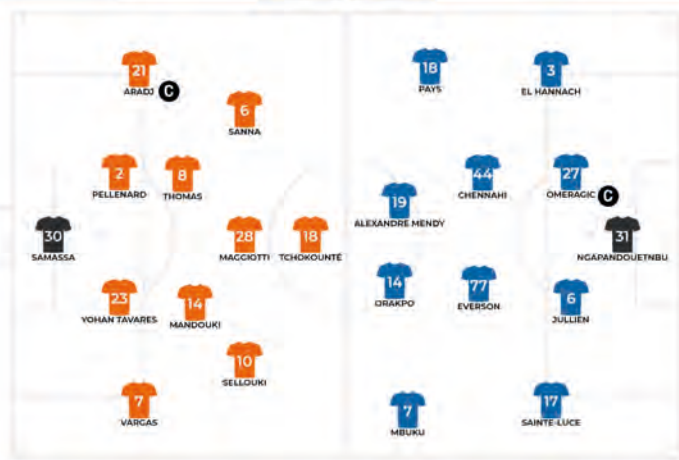 21
ARADJ C
6
SANNA
2
PELLENARD
8
THOMAS
30
SAMASSA
28
MAGGIOTTI
18
TCHOKOUNTÉ
23
YOHAN TAVARES
14
MANDOUKI
10
SELLOUKI
7
VARGAS
18
PAYS
3
EL HANNACH
44
CHENNAHI
27
OMERAGIC C
19
ALEXANDRE MENDY
31
NGAPANDOUETNBU
14
ORAKPO
77
EVERSON
6
JULLIEN
7
MBUKU
17
SAINTE-LUCE